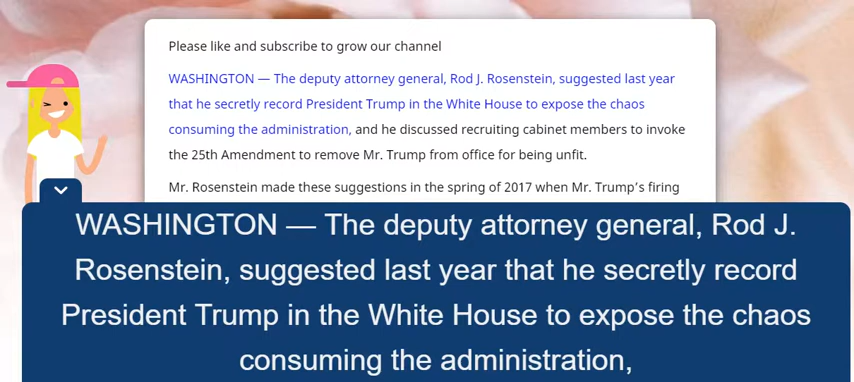 Please like and subscribe to grow our channel
WASHINGTON — The deputy attorney general, Rod J. Rosenstein, suggested last year
that he secretly record President Trump in the White House to expose the chaos
consuming the administration, and he discussed recruiting cabinet members to invoke
the 25th Amendment to remove Mr. Trump from office for being unfit.
Mr. Rosenstein made these suggestions in the spring of 2017 when Mr. Trump’s firing
WASHINGTON — The deputy attorney general, Rod J.
Rosenstein, suggested last year that he secretly record
President Trump in the White House to expose the chaos
consuming the administration,